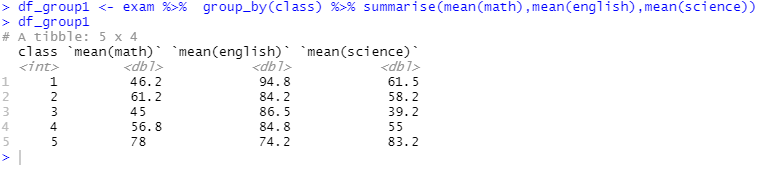 > df_group1 <- exam %>%  group_by(class) %>% summarise(mean(math),mean(english),mean(science))
> df_group1
# A tibble: 5 x 4
  class `mean(math)` `mean(english)` `mean(science)`
  <int>        <dbl>           <dbl>           <dbl>
1     1         46.2            94.8            61.5
2     2         61.2            84.2            58.2
3     3         45              86.5            39.2
4     4         56.8            84.8            55
5     5         78              74.2            83.2
>